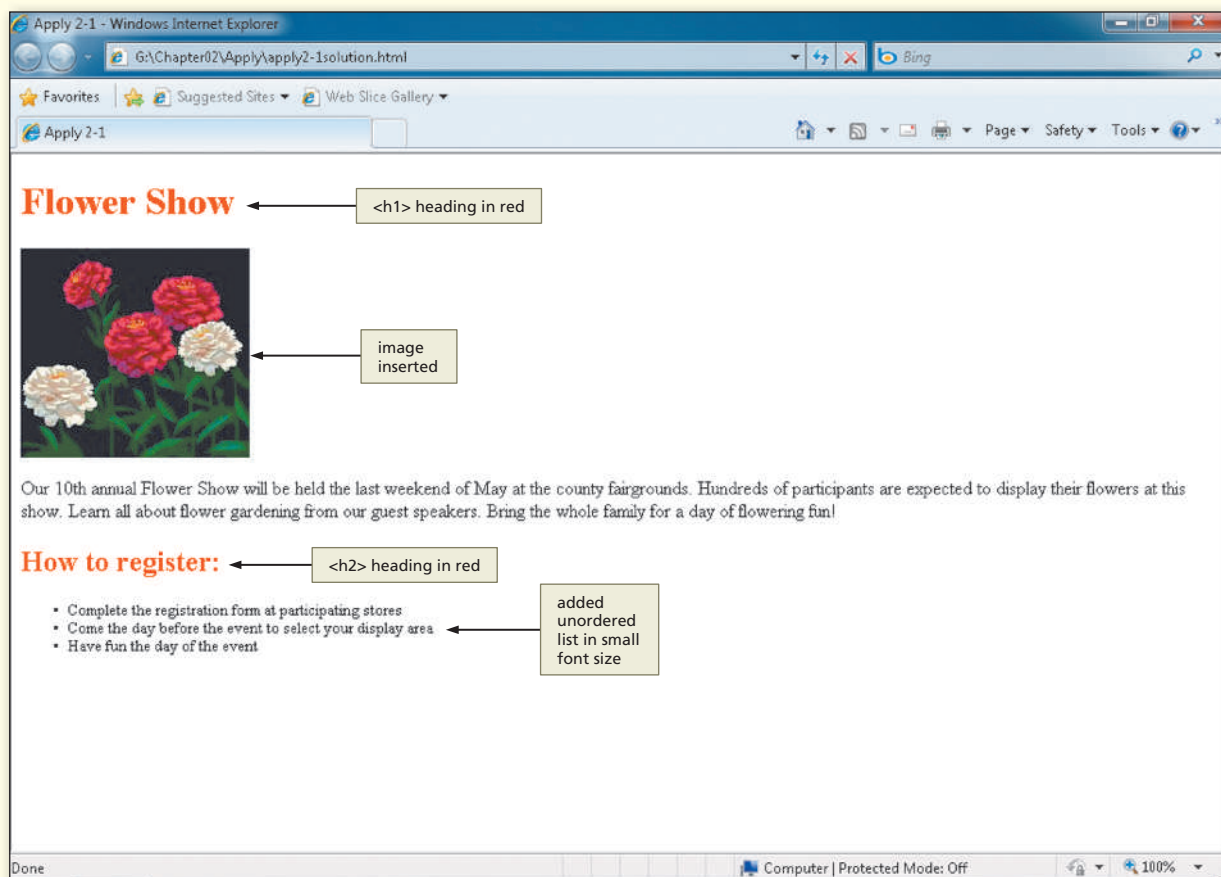 Apply 2-1 - Windows Internet Explorer
G:\Chapter02\Apply\apply2-1solution.html
Bing
Favorites
Suggested Sites
Web Slice Gallery
Apply 2-1
Page
Safety
Tools
Flower Show
<h1> heading in red
image
inserted
Our 10th annual Flower Show will be held the last weekend of May at the county fairgrounds. Hundreds of participants are expected to display their flowers at this
show. Learn all about flower gardening from our guest speakers. Bring the whole family for a day of flowering fun!
How to register:
<h2> heading in red
• Complete the registration form at participating stores
• Come the day before the event to select your display area
• Have fun the day of the event
added
unordered
list in small
font size
Done
Computer | Protected Mode: Off
100%